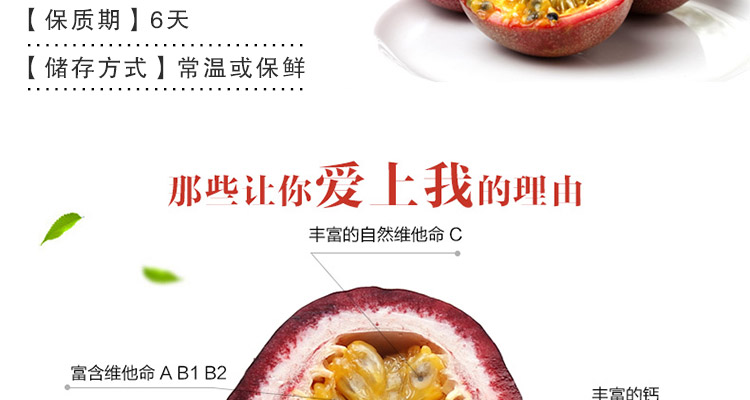 【保质期】6天
【储存方式】常温或保鲜
那些让你爱上我的理由
丰富的自然维他命 C
富含维他命 A B1 B2
丰富的钙